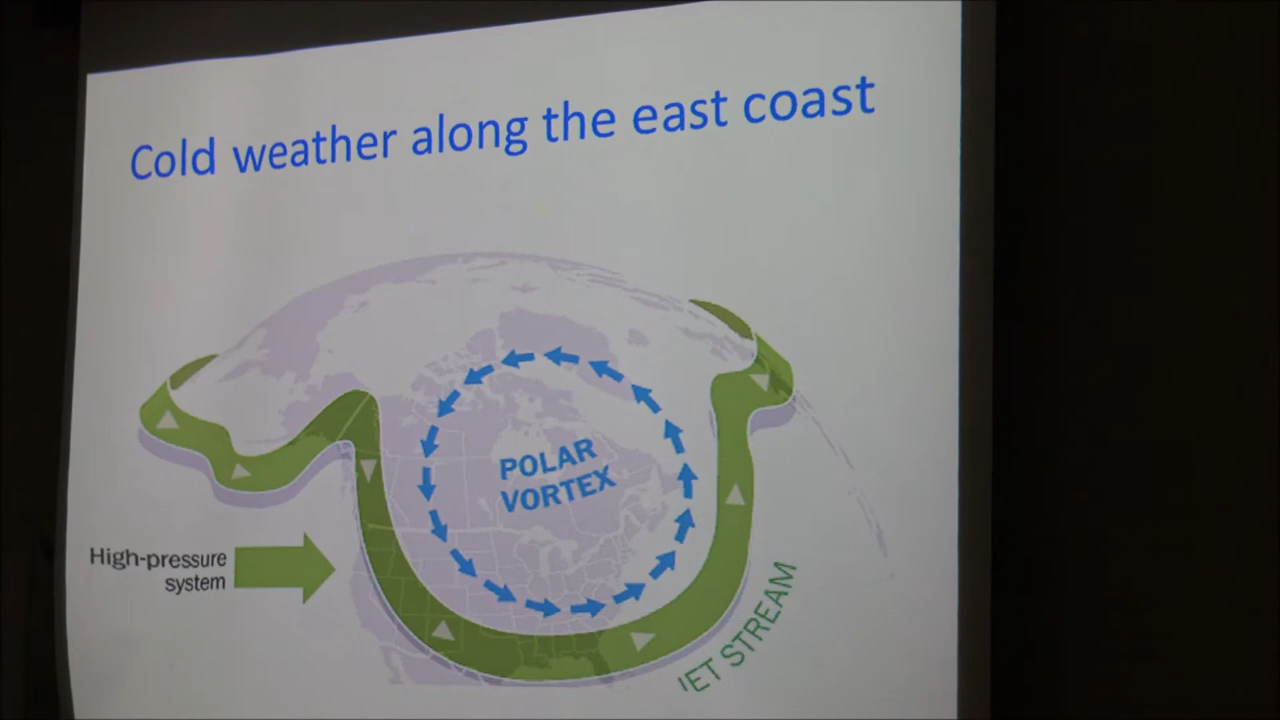 Cold weather along the east coast
POLAR
VORTEX
High-pressure
system
JET STREAM